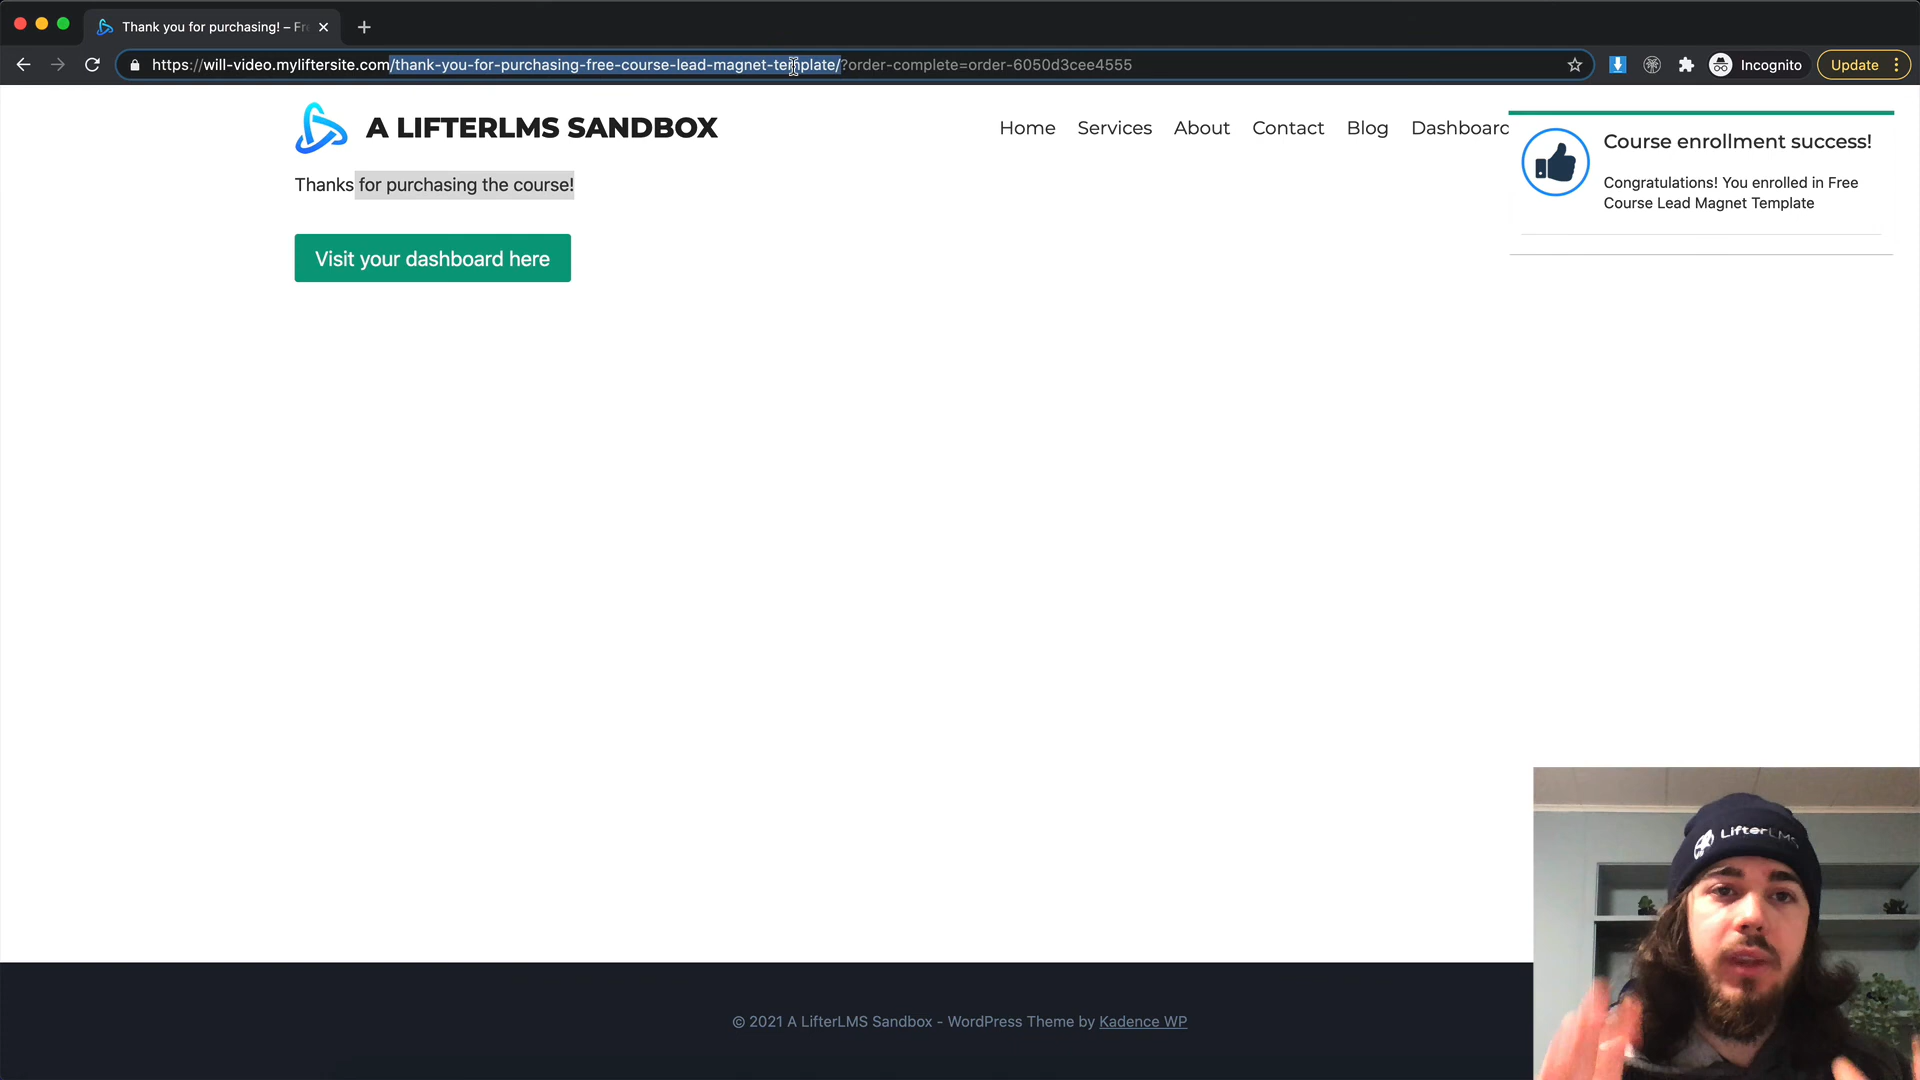 Thank you for purchasing! – Fr
https://will-video.myliftersite.com/thank-you-for-purchasing-free-course-lead-magnet-template/?order-complete=order-6050d3cee4555
Incognito
Update
A LIFTERLMS SANDBOX
Home Services About Contact Blog Dashboard
Course enrollment success!
Congratulations! You enrolled in Free
Course Lead Magnet Template
Thanks for purchasing the course!
Visit your dashboard here
LifterLMS
© 2021 A LifterLMS Sandbox - WordPress Theme by Kadence WP